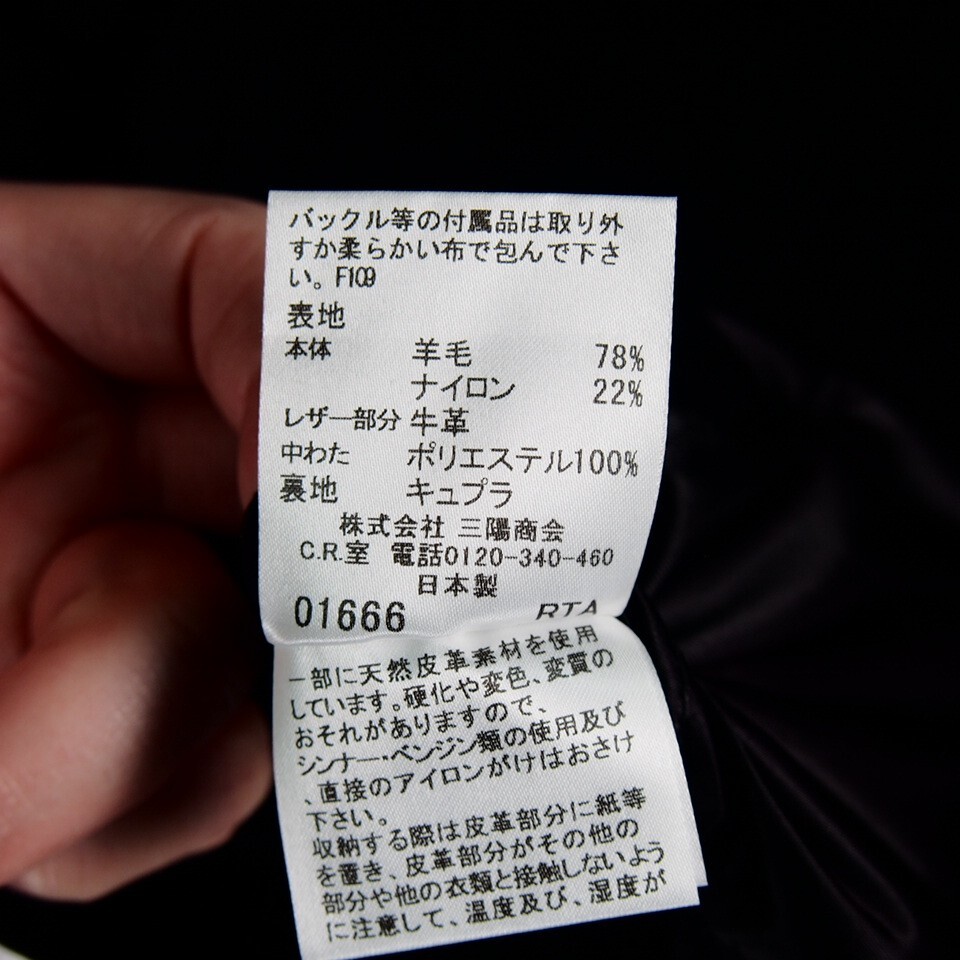 バックル等の付属品は取り外
すか柔らかい布で包んで下さ
い。F109
表地
本体 羊毛 78%
ナイロン 22%
レザー部分 牛革
中わた ポリエステル100%
裏地 キュプラ
株式会社 三陽商会
C.R.室 電話0120-340-460
日本製
01666 RTA
一部に天然皮革素材を使用
しています。硬化や変色、変質の
おそれがありますので、
シンナー・ベンジン類の使用及び
、直接のアイロンがけはおさけ
下さい。
収納する際は皮革部分に紙等
を置き、皮革部分がその他の
部分や他の衣類と接触しないよう
に注意して、温度及び、湿度が